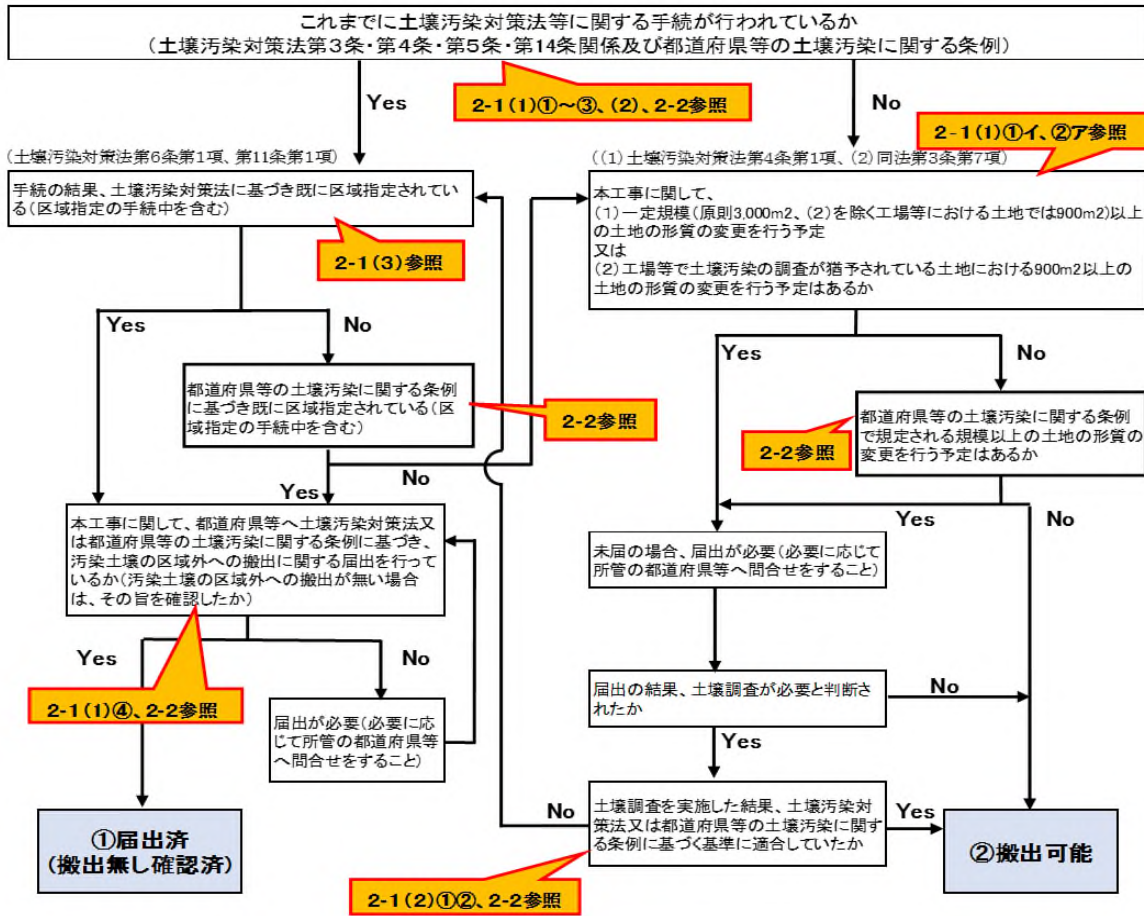 これまでに土壌汚染対策法等に関する手続が行われているか
(土壌汚染対策法第３条・第４条・第５条・第14条関係及び都道府県等の土壌汚染に関する条例)
Yes
2-1(1)①～③、(2)、2-2参照
No
2-1(1)①イ、②ア参照
(土壌汚染対策法第6条第1項、第11条第1項)
手続の結果、土壌汚染対策法に基づき既に区域指定されてい
る(区域指定の手続中を含む)
2-1(3)参照
((1)土壌汚染対策法第4条第1項、(2)同法第3条第7項)
本工事に関して、
(1)一定規模(原則3,000m2、(2)を除く工場等における土地では900m2)以上
の土地の形質の変更を行う予定
又は
(2)工場等で土壌汚染の調査が猶予されている土地における900m2以上の
土地の形質の変更を行う予定はあるか
Yes
No
都道府県等の土壌汚染に関する条例
に基づき既に区域指定されている(区
域指定の手続中を含む)
2-2参照
Yes
No
Yes
No
都道府県等の土壌汚染に関する条例
で規定される規模以上の土地の形質の
変更を行う予定はあるか
2-2参照
Yes
No
本工事に関して、都道府県等へ土壌汚染対策法又
は都道府県等の土壌汚染に関する条例に基づき、
汚染土壌の区域外への搬出に関する届出を行って
いるか(汚染土壌の区域外への搬出が無い場合
は、その旨を確認したか)
Yes
No
2-1(1)④、2-2参照
届出が必要(必要に応
じて所管の都道府県等
へ問合せをすること)
①届出済
(搬出無し確認済)
未届の場合、届出が必要(必要に応じて
所管の都道府県等へ問合せをすること)
届出の結果、土壌調査が必要と判断さ
れたか
No
Yes
土壌調査を実施した結果、土壌汚染対
策法又は都道府県等の土壌汚染に関す
る条例に基づく基準に適合していたか
No
Yes
2-1(2)①②、2-2参照
②搬出可能